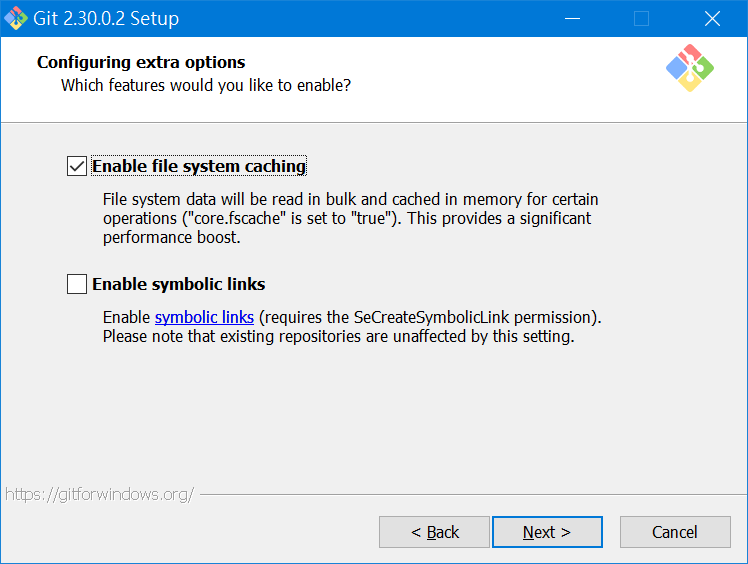 Git 2.30.0.2 Setup
Configuring extra options
Which features would you like to enable?
Enable file system caching
File system data will be read in bulk and cached in memory for certain
operations ("core.fscache" is set to "true"). This provides a significant
performance boost.
Enable symbolic links
Enable symbolic links (requires the SeCreateSymbolicLink permission).
Please note that existing repositories are unaffected by this setting.
https://gitforwindows.org/
< Back Next > Cancel